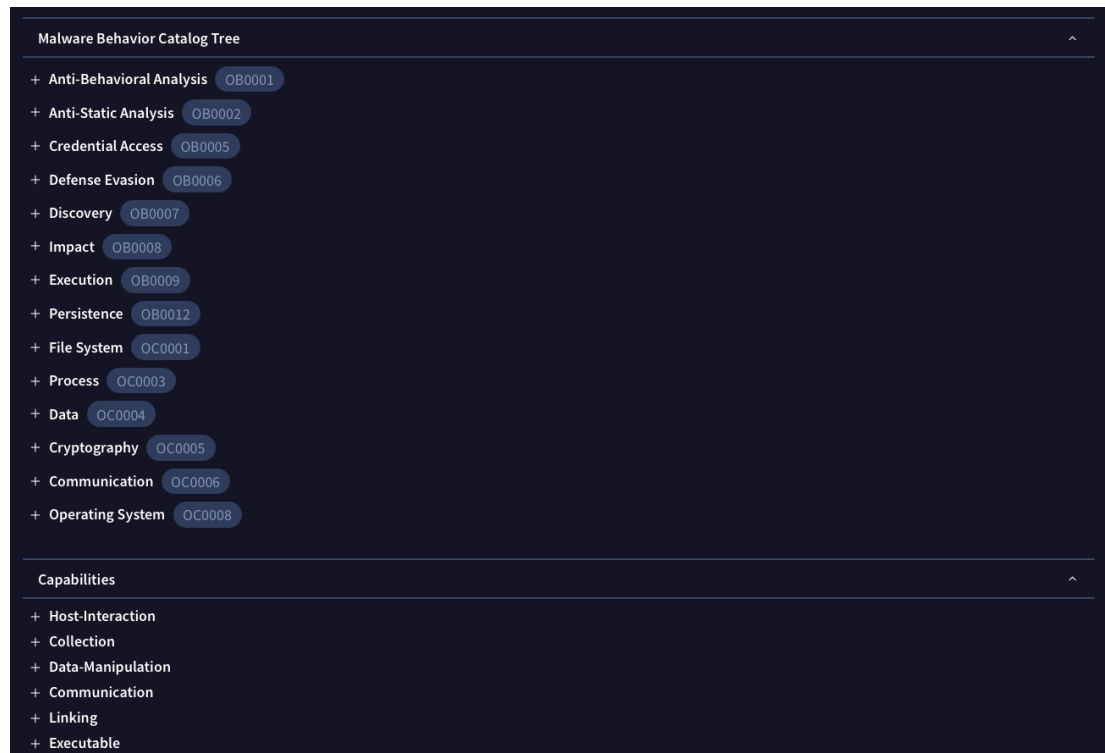 Malware Behavior Catalog Tree
+ Anti-Behavioral Analysis OB0001
+ Anti-Static Analysis OB0002
+ Credential Access OB0005
+ Defense Evasion OB0006
+ Discovery OB0007
+ Impact OB0008
+ Execution OB0009
+ Persistence OB0012
+ File System OC0001
+ Process OC0003
+ Data OC0004
+ Cryptography OC0005
+ Communication OC0006
+ Operating System OC0008
Capabilities
+ Host-Interaction
+ Collection
+ Data-Manipulation
+ Communication
+ Linking
+ Executable